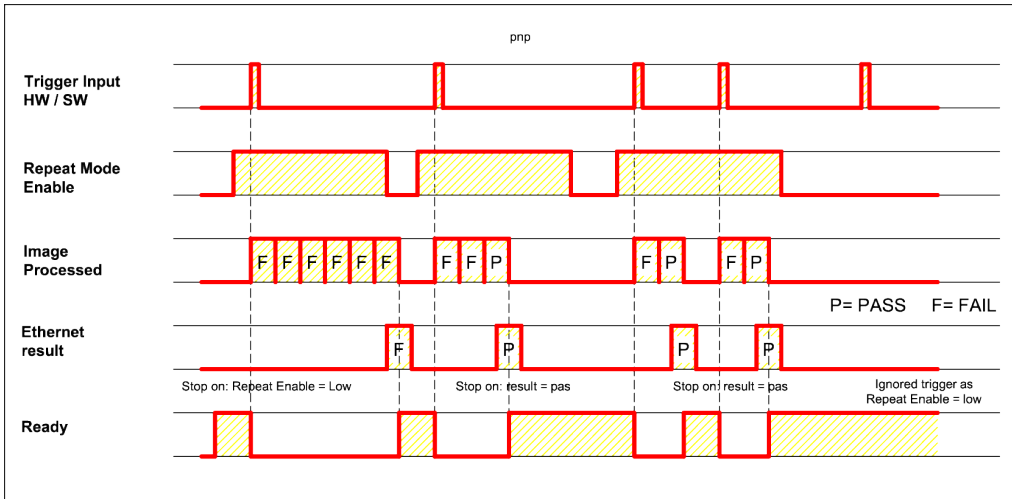 pnp
Trigger Input
HW / SW
Repeat Mode
Enable
Image
Processed
F F F F F F F F P F P F P
P= PASS F= FAIL
Ethernet
result
F P P P
Stop on: Repeat Enable = Low Stop on: result = pas Stop on: result = pas Ignored trigger as
Repeat Enable = low
Ready